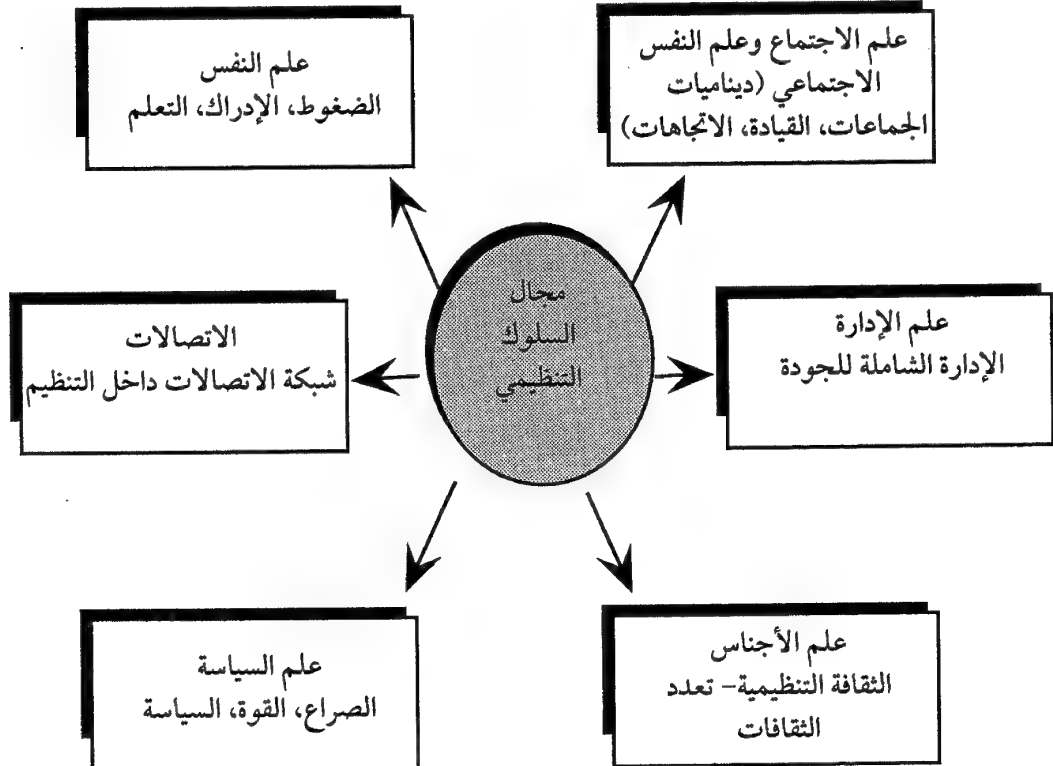 علم الاجتماع وعلم النفس
الاجتماعي (ديناميات
الجماعات، القيادة، الاتجاهات)
علم النفس
الضغوط، الإدراك، التعلم
مجال
السلوك
التنظيمي
علم الإدارة
الإدارة الشاملة للجودة
الاتصالات
شبكة الاتصالات داخل التنظيم
علم الأجناس
الثقافة التنظيمية– تعدد
الثقافات
علم السياسة
الصراع، القوة، السياسة